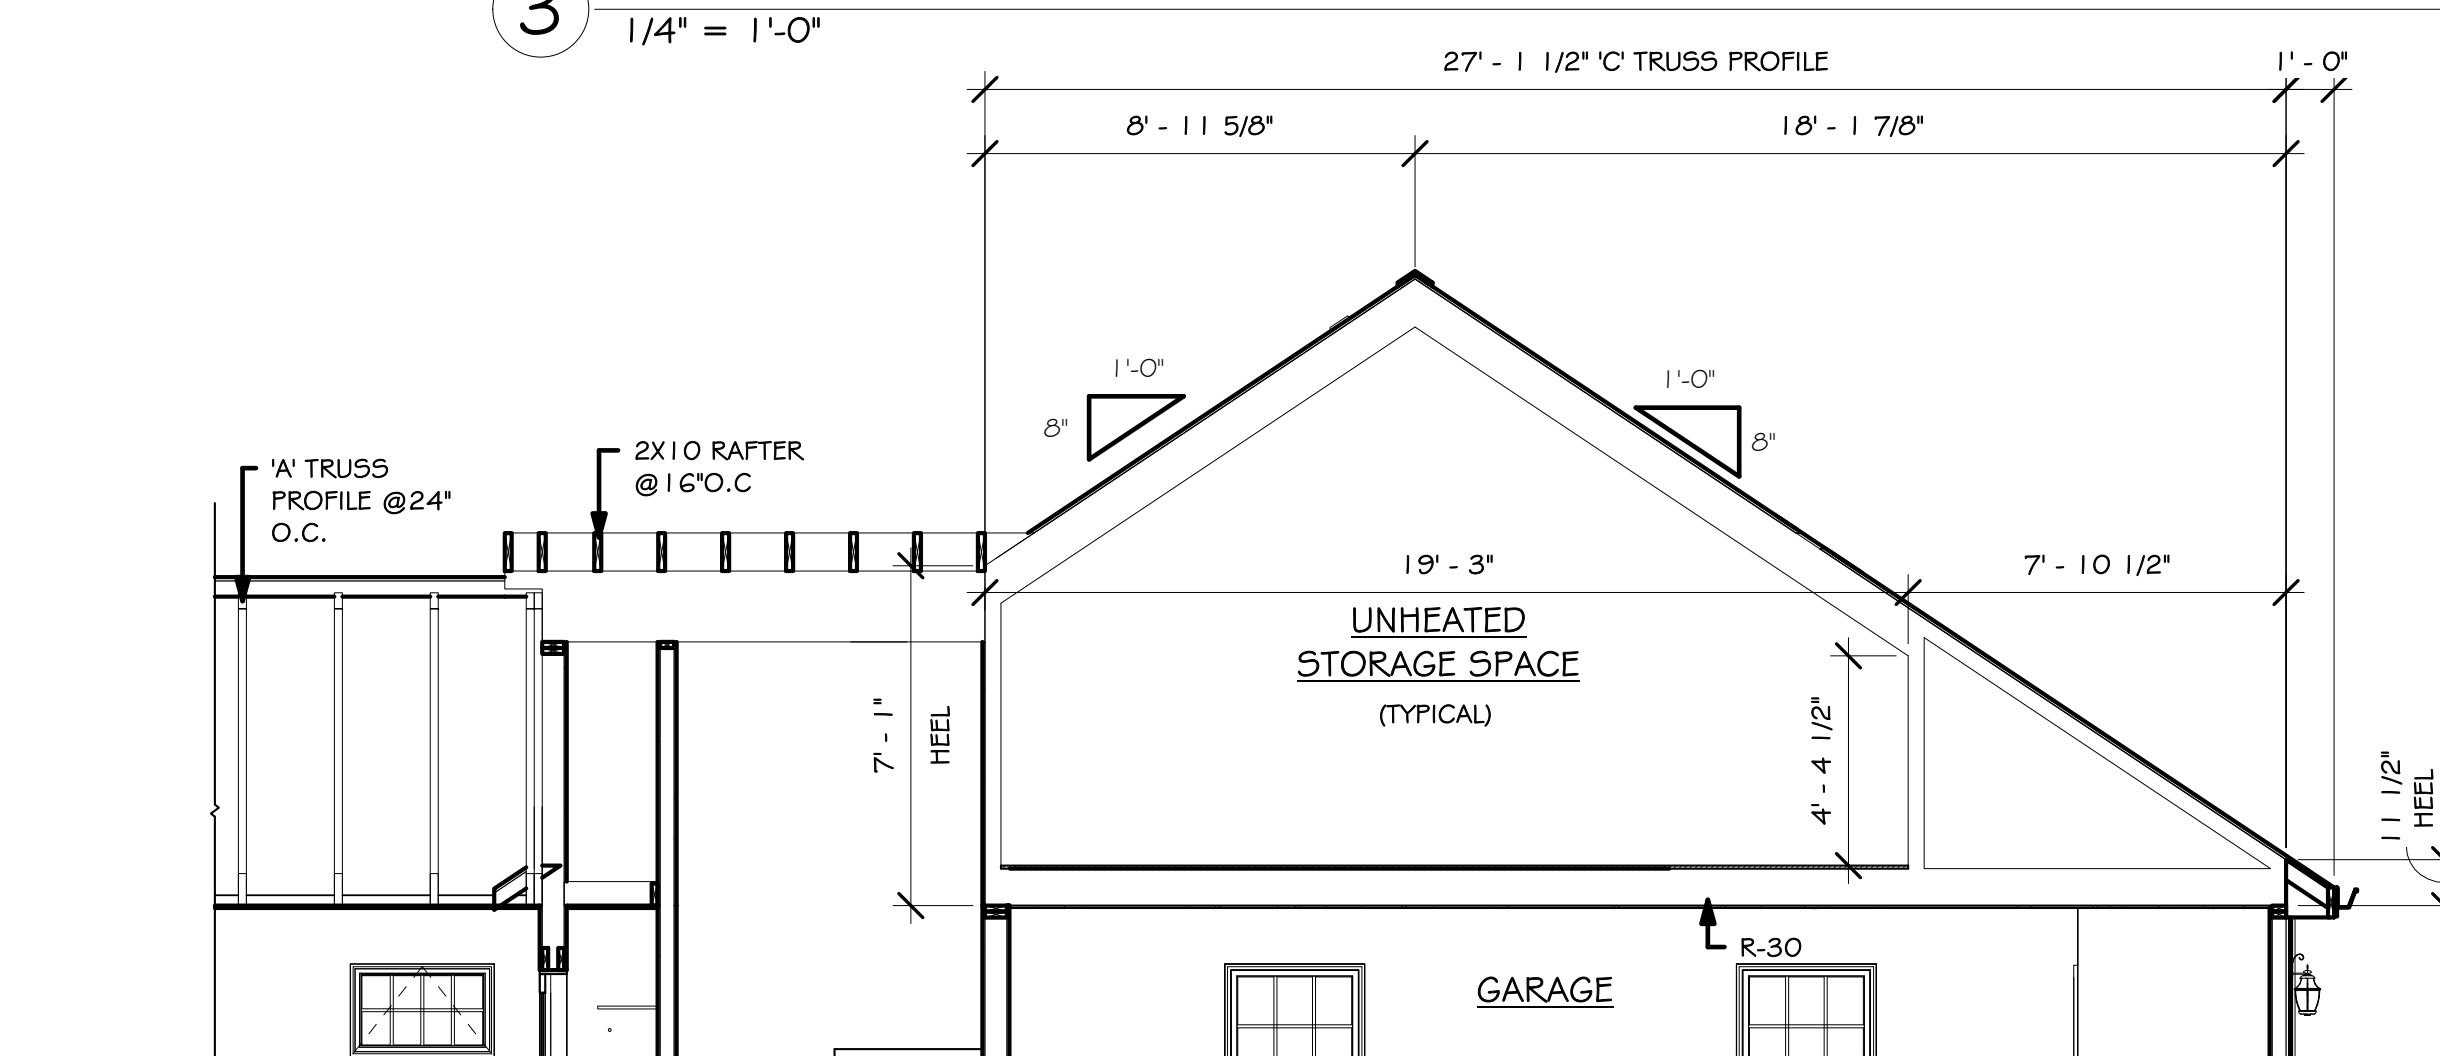 3
1/4" = 1'-0"
27' - 1 1/2" 'C' TRUSS PROFILE
1' - 0"
8' - 11 5/8"
18' - 1 7/8"
1'-0"
8"
1'-0"
8"
'A' TRUSS
PROFILE @24"
O.C.
2X10 RAFTER
@16"O.C
19' - 3"
7' - 10 1/2"
UNHEATED
STORAGE SPACE
(TYPICAL)
7' - 1"
HEEL
4' - 4 1/2"
11 1/2"
HEEL
R-30
GARAGE